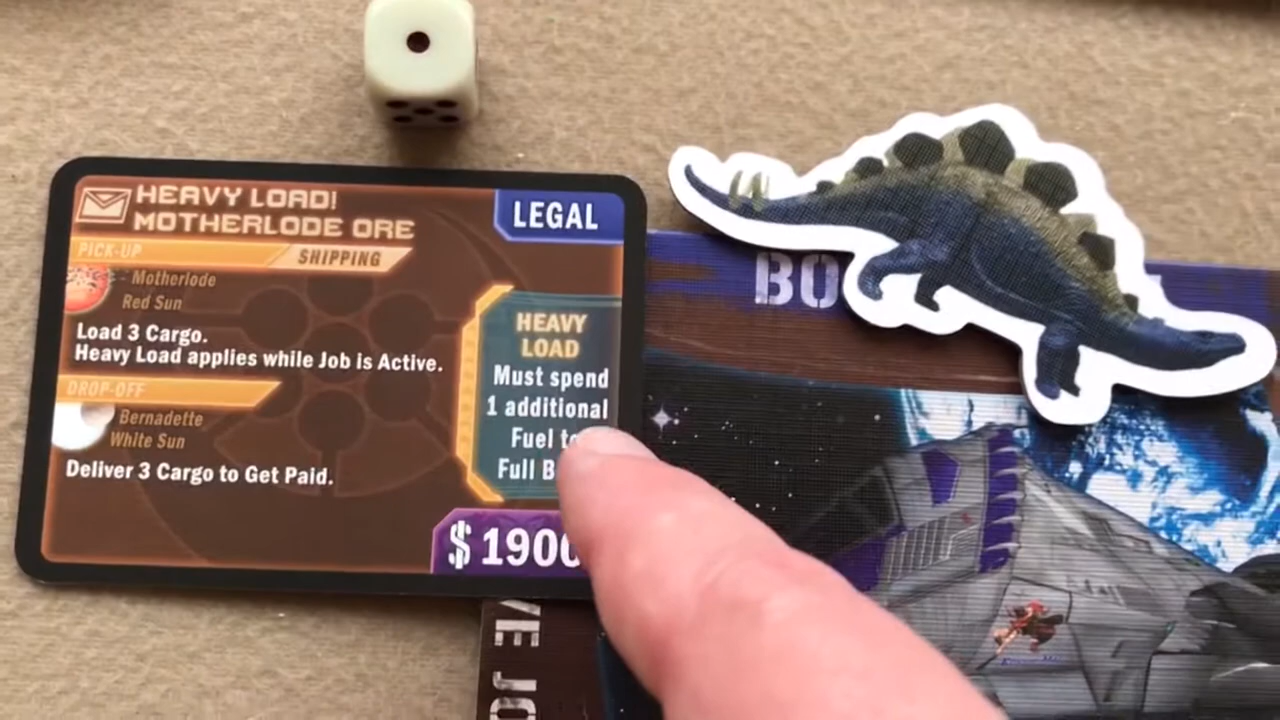 HEAVY LOAD!
MOTHERLODE ORE
LEGAL
PICK-UP
SHIPPING
Motherlode
Red Sun
Load 3 Cargo.
Heavy Load applies while Job is Active.
DROP-OFF
Bernadette
White Sun
Deliver 3 Cargo to Get Paid.
HEAVY
LOAD
Must spend
1 additional
Fuel
Full
$1900